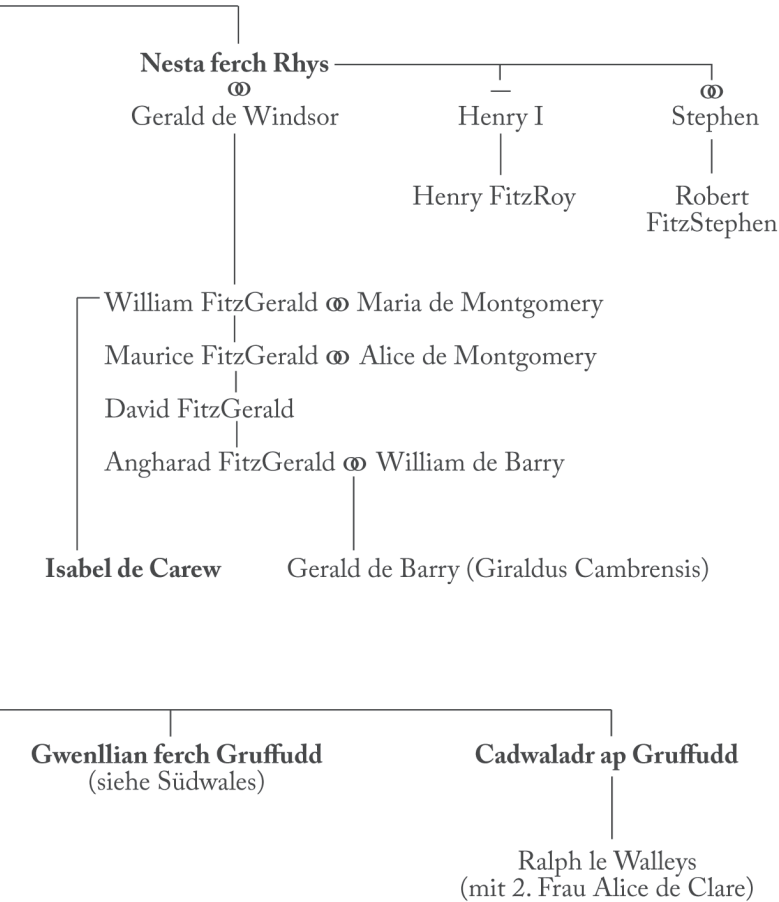 Nesta ferch Rhys
Gerald de Windsor
Henry I
Stephen
Henry FitzRoy
Robert
FitzStephen
William FitzGerald ⚭ Maria de Montgomery
Maurice FitzGerald ⚭ Alice de Montgomery
David FitzGerald
Angharad FitzGerald ⚭ William de Barry
Isabel de Carew
Gerald de Barry (Giraldus Cambrensis)
Gwenllian ferch Gruffudd
(siehe Südwales)
Cadwaladr ap Gruffudd
Ralph le Walleys
(mit 2. Frau Alice de Clare)